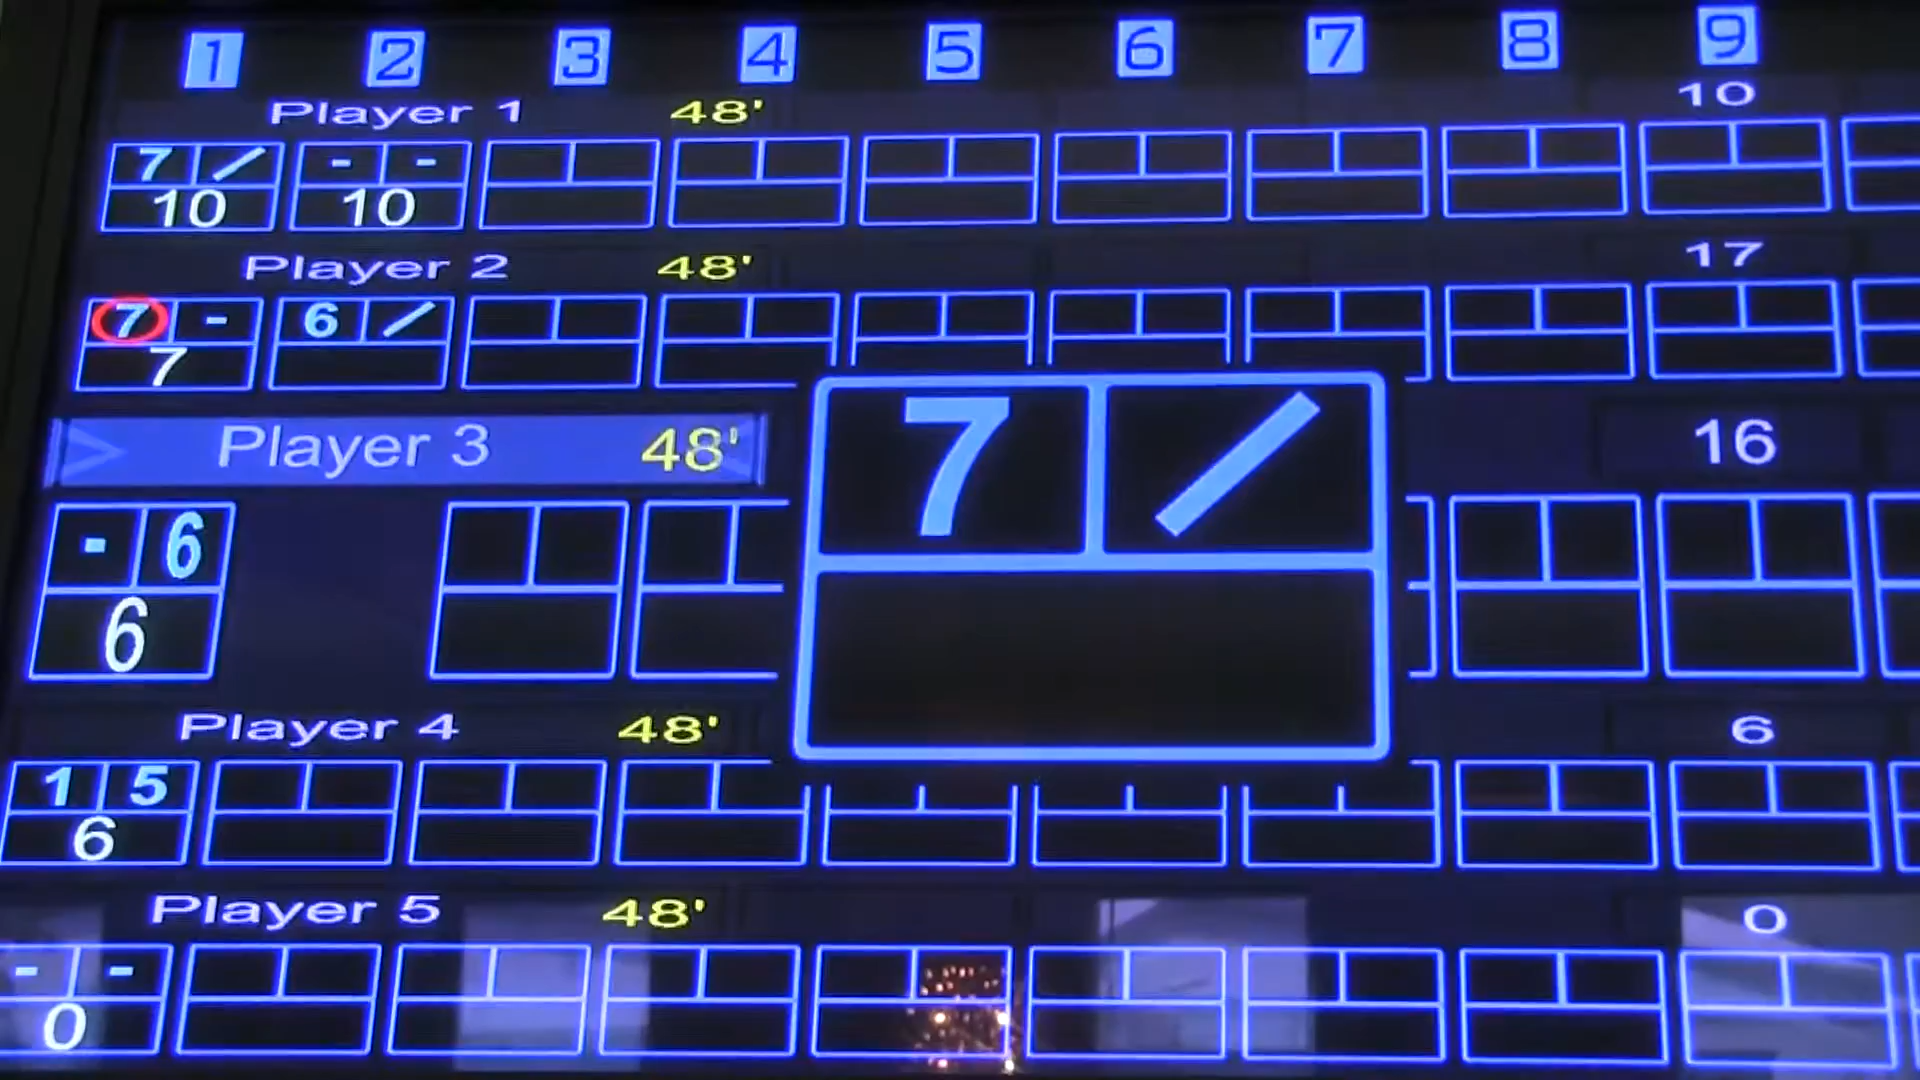 1 2 3 4 5 6 7 8 9
Player 1 48' 10
7 / - -
10 10
Player 2 48' 17
7 - 6 /
7
Player 3 48' 16
7 /
- 6
6
Player 4 48' 6
1 5
6
Player 5 48' 0
- -
0